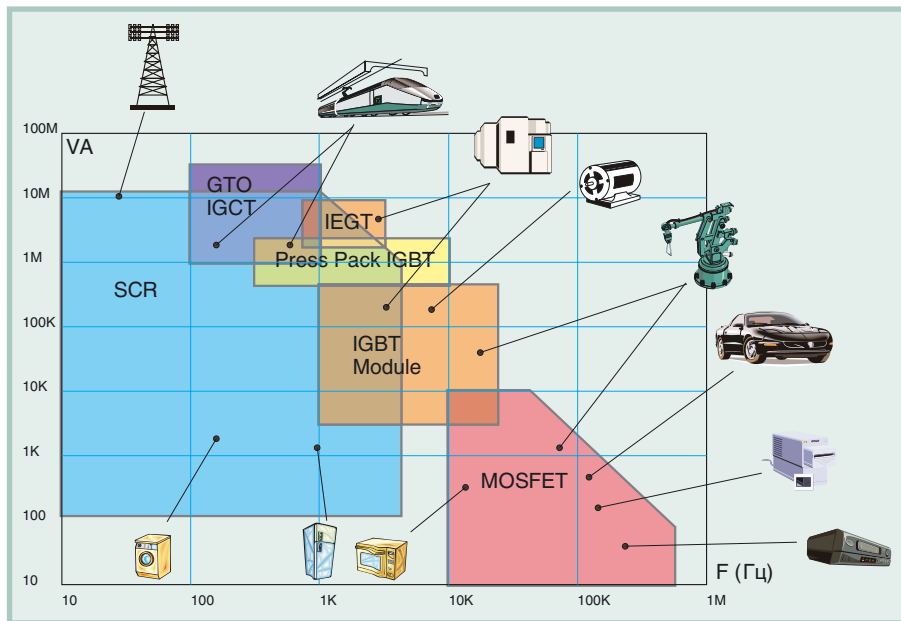 100M
VA
10M
GTO
IGCT
IEGT
1M
Press Pack IGBT
SCR
100K
IGBT
Module
10K
1K
MOSFET
100
10
F (Гц)
10 100 1K 10K 100K 1M